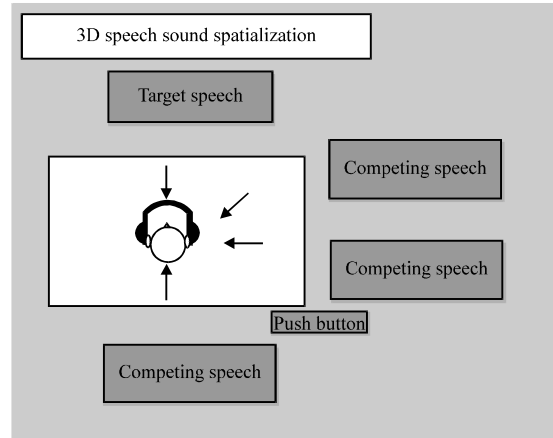 3D speech sound spatialization
Target speech
Competing speech
Competing speech
Push button
Competing speech